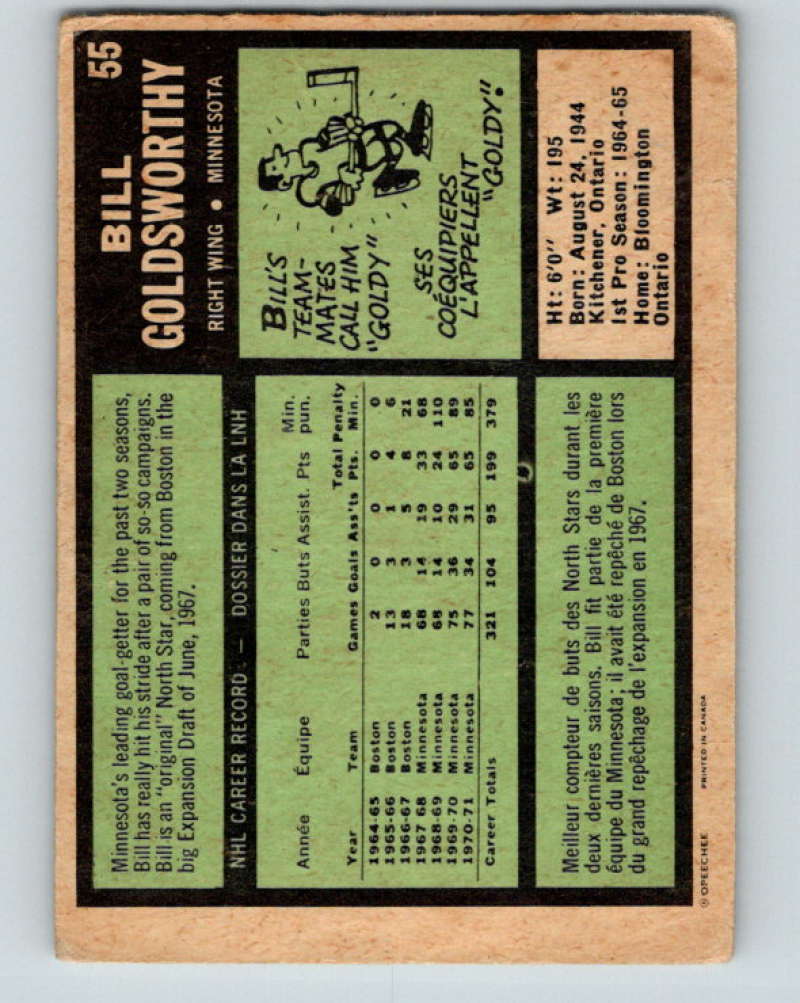 55
BILL
GOLDSWORTHY
RIGHT WING • MINNESOTA
BILL'S
TEAM-
MATES
CALL HIM
"GOLDY"
SES
COÉQUIPIERS
L'APPELLENT
"GOLDY".
Ht: 6'0" Wt: 195
Born: August 24, 1944
Kitchener, Ontario
1st Pro Season: 1964-65
Home: Bloomington
Ontario
Minnesota's leading goal-getter for the past two seasons,
Bill has really hit his stride after a pair of so-so campaigns.
Bill is an "original" North Star, coming from Boston in the
big Expansion Draft of June, 1967.
NHL CAREER RECORD: — DOSSIER DANS LA LNH
Année Équipe Parties Buts Assist. Pts Min. pun.
Year Team Games Goals Ass'ts Total Pts. Penalty Min.
1964-65 Boston 2 0 0 0 0
1965-66 Boston 13 3 1 4 6
1966-67 Boston 18 3 5 8 21
1967-68 Minnesota 68 14 19 33 68
1968-69 Minnesota 68 14 10 24 110
1969-70 Minnesota 75 36 29 65 89
1970-71 Minnesota 77 34 31 65 85
Career Totals 321 104 95 199 379
Meilleur compteur de buts des North Stars durant les
deux dernières saisons. Bill fit partie de la première
équipe du Minnesota; il avait été repêché de Boston lors
du grand repêchage de l'expansion en 1967.
© OPEECHEE PRINTED IN CANADA